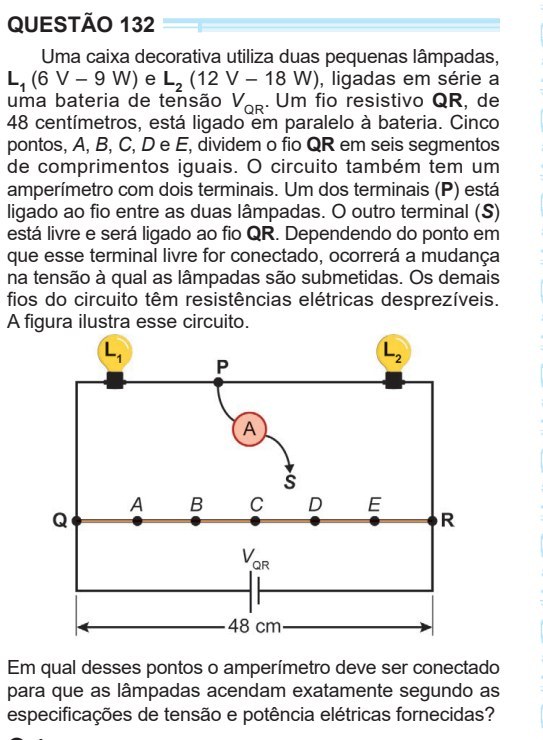 QUESTÃO 132
Uma caixa decorativa utiliza duas pequenas lâmpadas,
L₁ (6 V – 9 W) e L₂ (12 V – 18 W), ligadas em série a
uma bateria de tensão V_QR. Um fio resistivo QR, de
48 centímetros, está ligado em paralelo à bateria. Cinco
pontos, A, B, C, D e E, dividem o fio QR em seis segmentos
de comprimentos iguais. O circuito também tem um
amperímetro com dois terminais. Um dos terminais (P) está
ligado ao fio entre as duas lâmpadas. O outro terminal (S)
está livre e será ligado ao fio QR. Dependendo do ponto em
que esse terminal livre for conectado, ocorrerá a mudança
na tensão à qual as lâmpadas são submetidas. Os demais
fios do circuito têm resistências elétricas desprezíveis.
A figura ilustra esse circuito.
L₁
L₂
P
A
S
A B C D E
Q R
V_QR
48 cm
Em qual desses pontos o amperímetro deve ser conectado
para que as lâmpadas acendam exatamente segundo as
especificações de tensão e potência elétricas fornecidas?